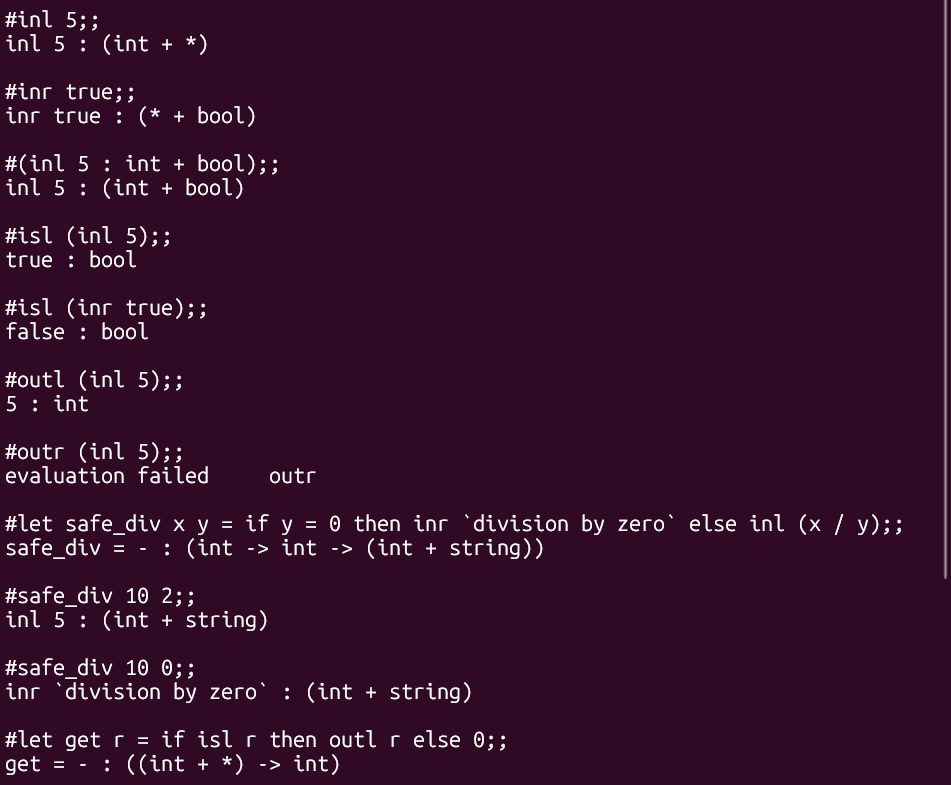 #inl 5;;
inl 5 : (int + *)
#inr true;;
inr true : (* + bool)
#(inl 5 : int + bool);;
inl 5 : (int + bool)
#isl (inl 5);;
true : bool
#isl (inr true);;
false : bool
#outl (inl 5);;
5 : int
#outr (inl 5);;
evaluation failed     outr
#let safe_div x y = if y = 0 then inr `division by zero` else inl (x / y);;
safe_div = - : (int -> int -> (int + string))
#safe_div 10 2;;
inl 5 : (int + string)
#safe_div 10 0;;
inr `division by zero` : (int + string)
#let get r = if isl r then outl r else 0;;
get = - : ((int + *) -> int)